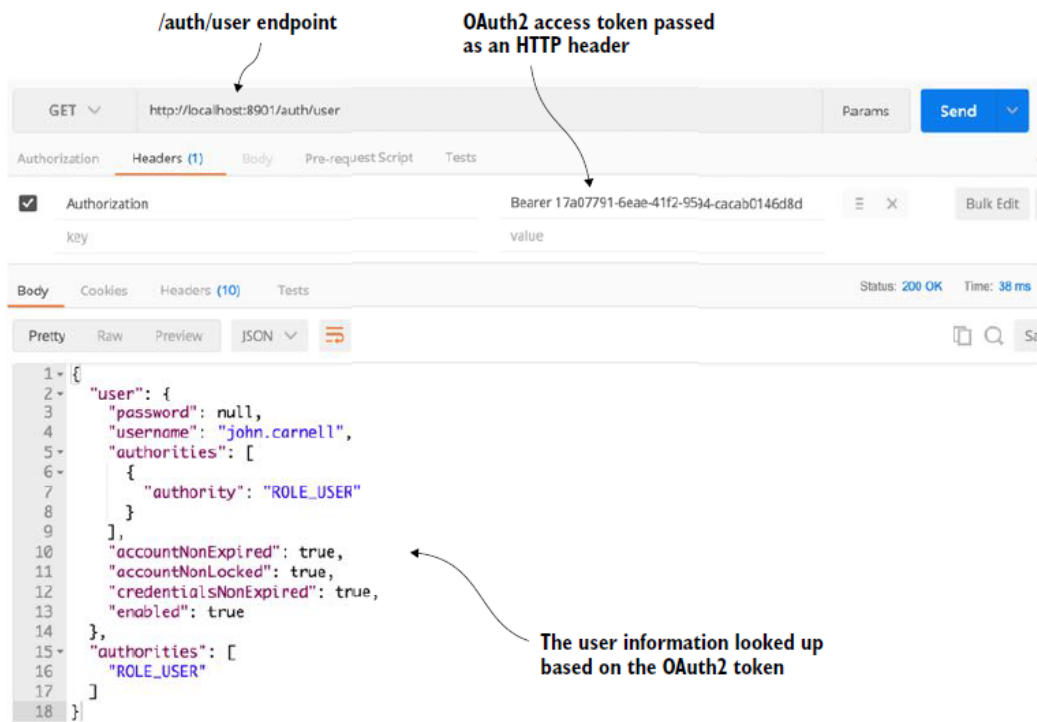 /auth/user endpoint
OAuth2 access token passed
as an HTTP header
GET http://localhost:8901/auth/user Params Send
Authorization Headers (1) Body Pre-request Script Tests
Authorization Bearer 17a07791-6eae-41f2-9594-cacab0146d8d Bulk Edit
key value
Body Cookies Headers (10) Tests Status: 200 OK Time: 38 ms
Pretty Raw Preview JSON Sa
1 {
2 "user": {
3 "password": null,
4 "username": "john.carnell",
5 "authorities": [
6 {
7 "authority": "ROLE_USER"
8 }
9 ],
10 "accountNonExpired": true,
11 "accountNonLocked": true,
12 "credentialsNonExpired": true,
13 "enabled": true
14 },
15 "authorities": [
16 "ROLE_USER"
17 ]
18 }
The user information looked up
based on the OAuth2 token